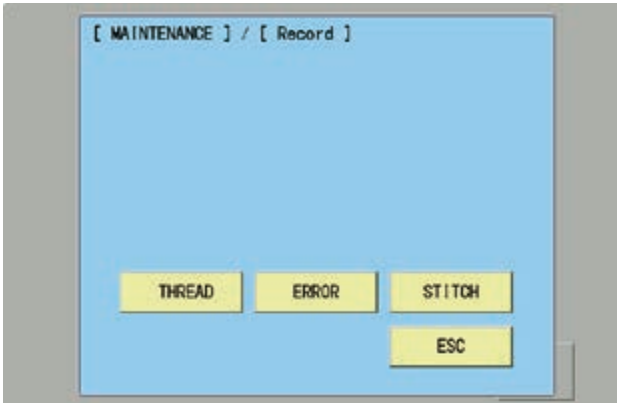 [ MAINTENANCE ] / [ Record ]
THREAD ERROR STITCH
ESC